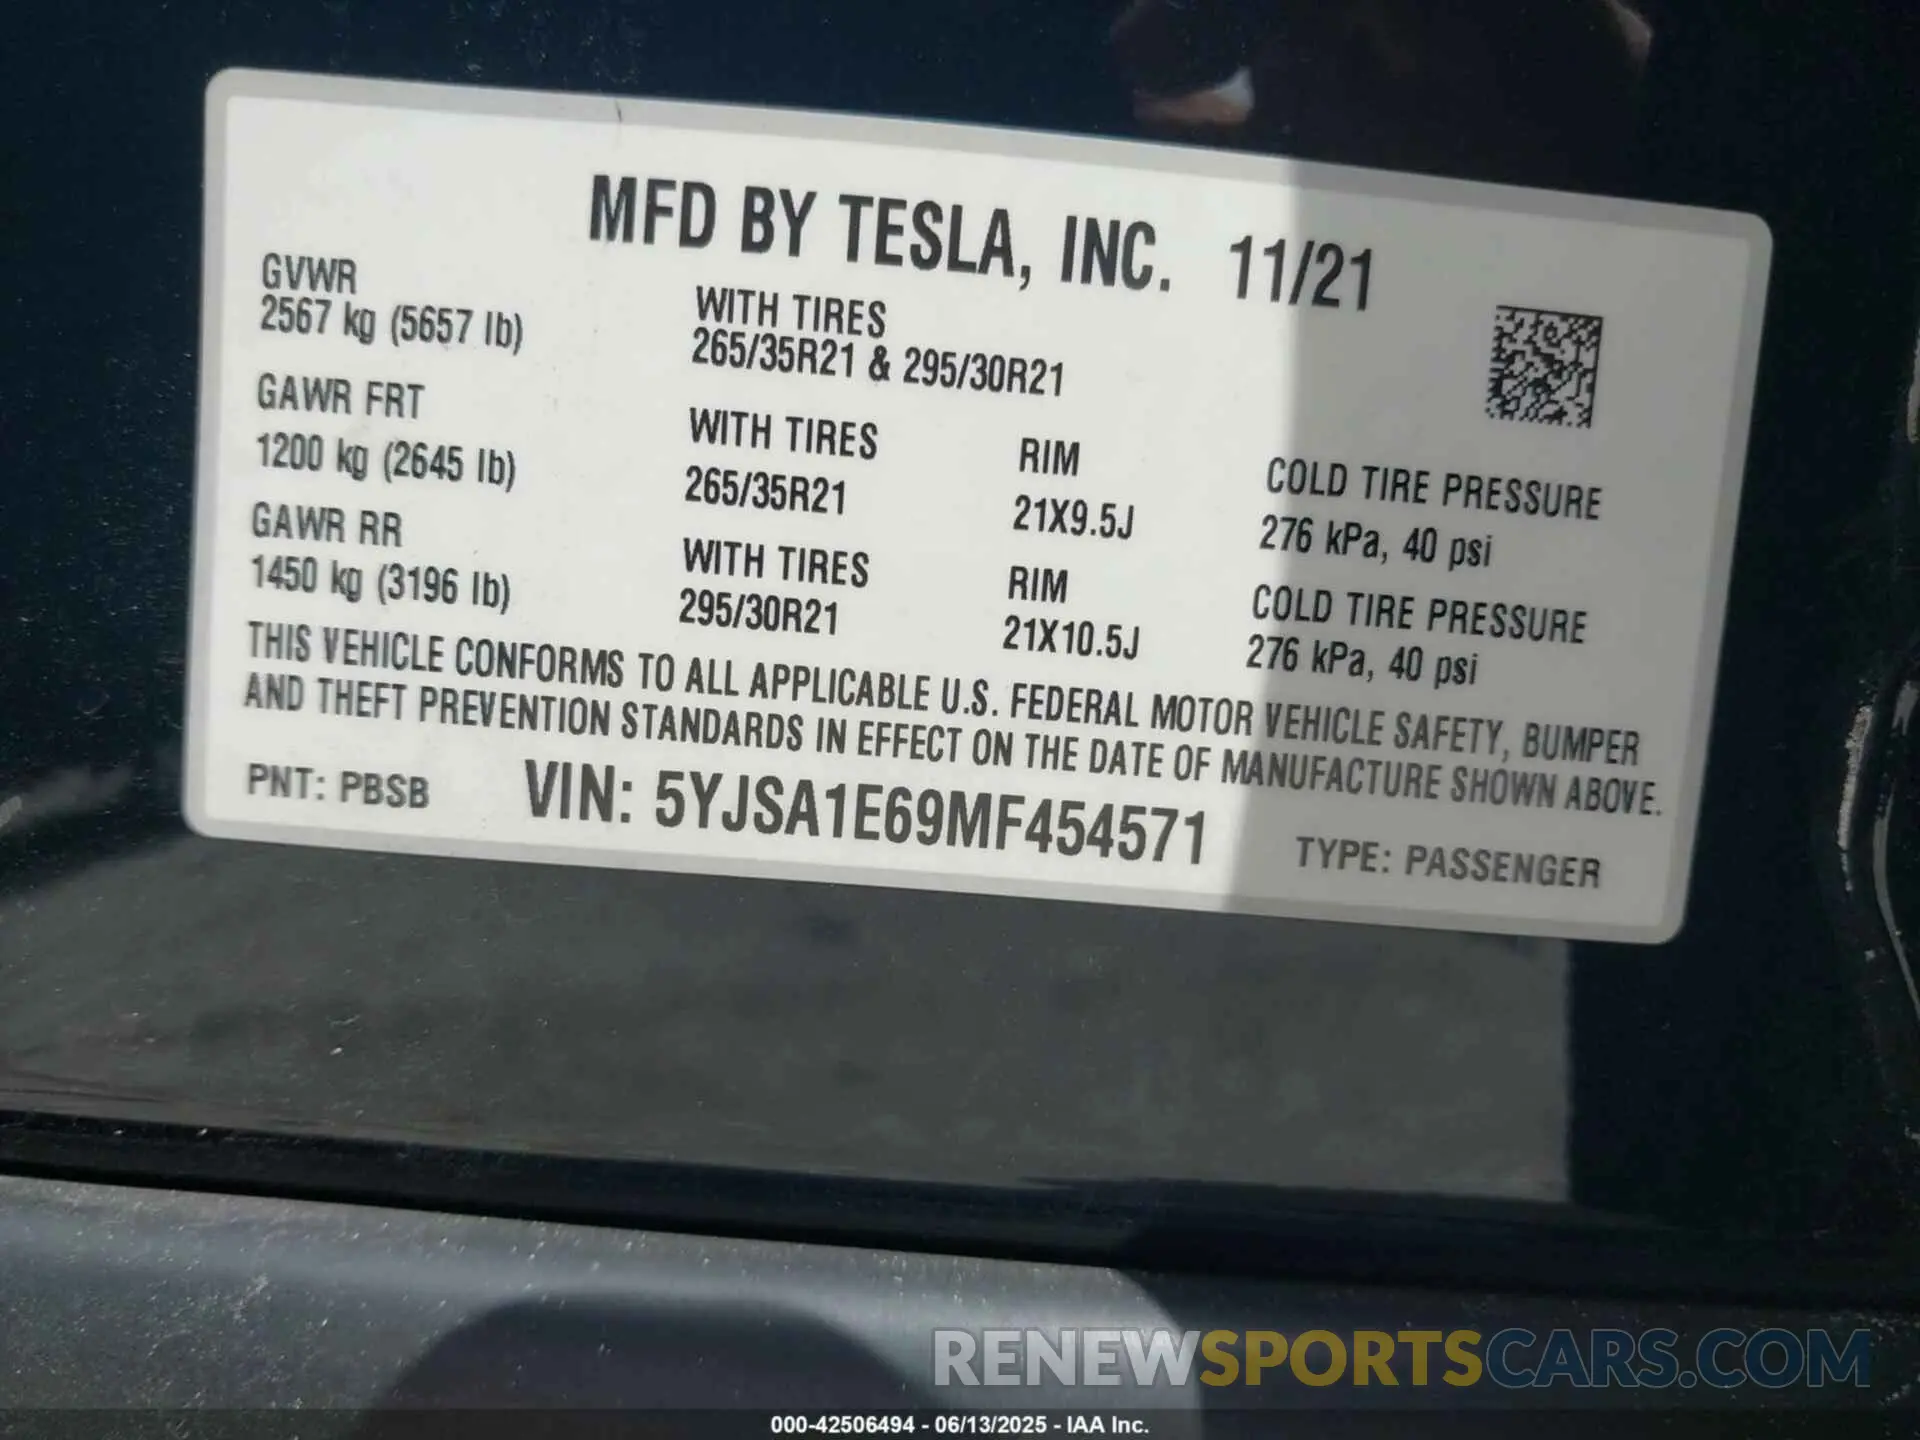 MFD BY TESLA, INC. 11/21
GVWR
2567 kg (5657 lb)
WITH TIRES
265/35R21 & 295/30R21
GAWR FRT
1200 kg (2645 lb)
WITH TIRES
265/35R21
RIM
21X9.5J
COLD TIRE PRESSURE
276 kPa, 40 psi
GAWR RR
1450 kg (3196 lb)
WITH TIRES
295/30R21
RIM
21X10.5J
COLD TIRE PRESSURE
276 kPa, 40 psi
THIS VEHICLE CONFORMS TO ALL APPLICABLE U.S. FEDERAL MOTOR VEHICLE SAFETY, BUMPER
AND THEFT PREVENTION STANDARDS IN EFFECT ON THE DATE OF MANUFACTURE SHOWN ABOVE.
PNT: PBSB VIN: 5YJSA1E69MF454571 TYPE: PASSENGER
RENEWSPORTSCARS.COM
000-42506494 - 06/13/2025 - IAA Inc.